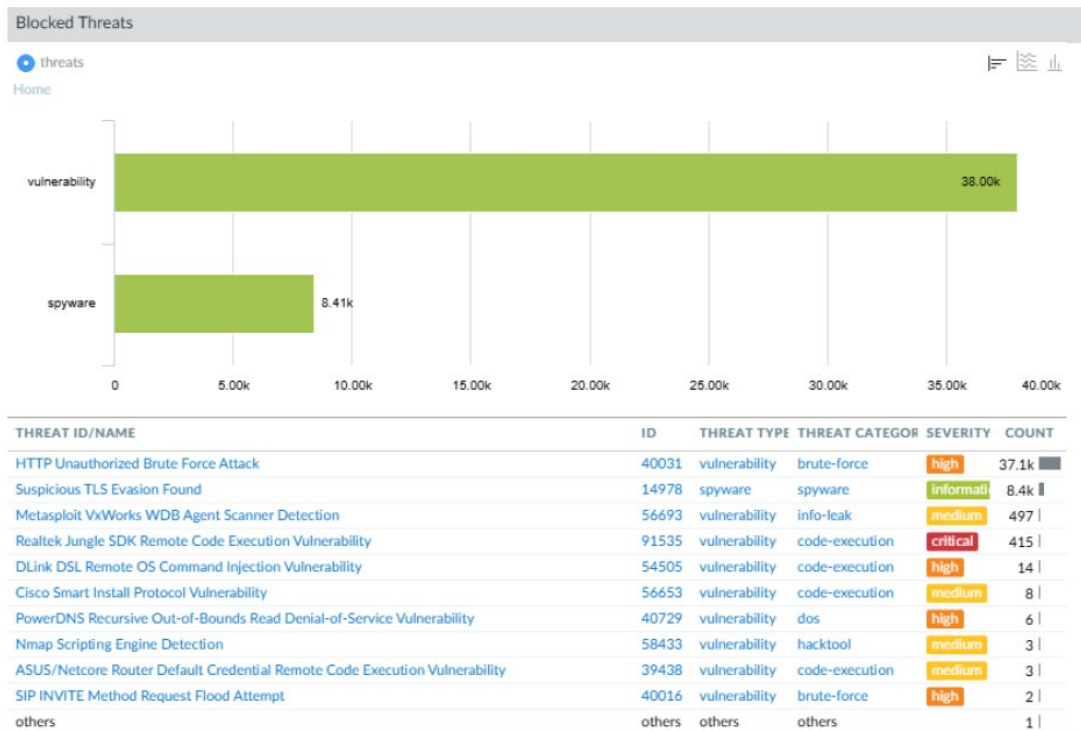 Blocked Threats
threats
Home
vulnerability 38.00k
spyware 8.41k
0 5.00k 10.00k 15.00k 20.00k 25.00k 30.00k 35.00k 40.00k
THREAT ID/NAME ID THREAT TYPE THREAT CATEGOR SEVERITY COUNT
HTTP Unauthorized Brute Force Attack 40031 vulnerability brute-force high 37.1k
Suspicious TLS Evasion Found 14978 spyware spyware informati 8.4k
Metasploit VxWorks WDB Agent Scanner Detection 56693 vulnerability info-leak medium 497
Realtek Jungle SDK Remote Code Execution Vulnerability 91535 vulnerability code-execution critical 415
DLink DSL Remote OS Command Injection Vulnerability 54505 vulnerability code-execution high 14
Cisco Smart Install Protocol Vulnerability 56653 vulnerability code-execution medium 8
PowerDNS Recursive Out-of-Bounds Read Denial-of-Service Vulnerability 40729 vulnerability dos high 6
Nmap Scripting Engine Detection 58433 vulnerability hacktool medium 3
ASUS/Netcore Router Default Credential Remote Code Execution Vulnerability 39438 vulnerability code-execution medium 3
SIP INVITE Method Request Flood Attempt 40016 vulnerability brute-force high 2
others others others others 1